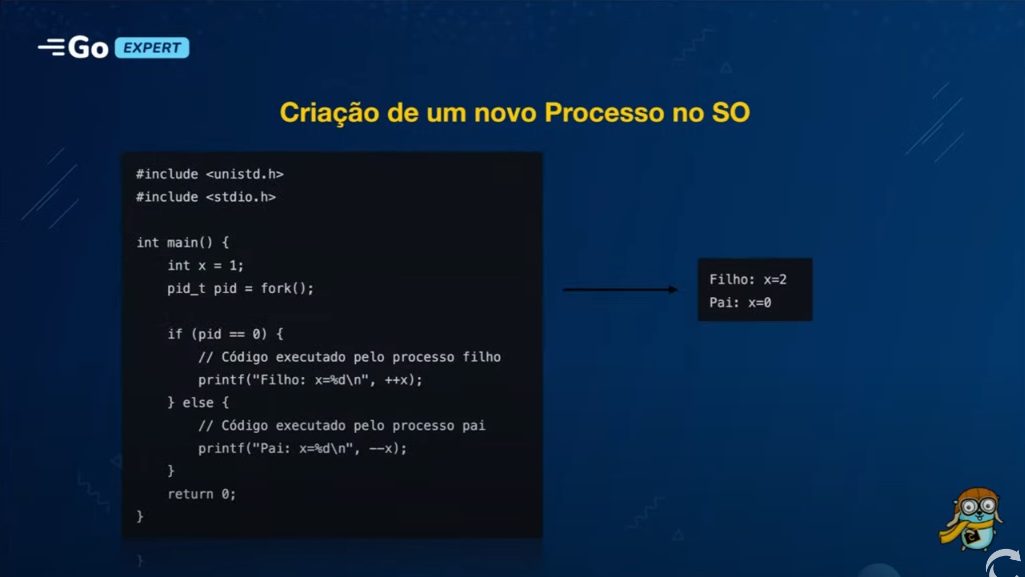 Go EXPERT
Criação de um novo Processo no SO
#include <unistd.h>
#include <stdio.h>
int main() {
    int x = 1;
    pid_t pid = fork();
    if (pid == 0) {
        // Código executado pelo processo filho
        printf("Filho: x=%d\n", ++x);
    } else {
        // Código executado pelo processo pai
        printf("Pai: x=%d\n", --x);
    }
    return 0;
}
Filho: x=2
Pai: x=0